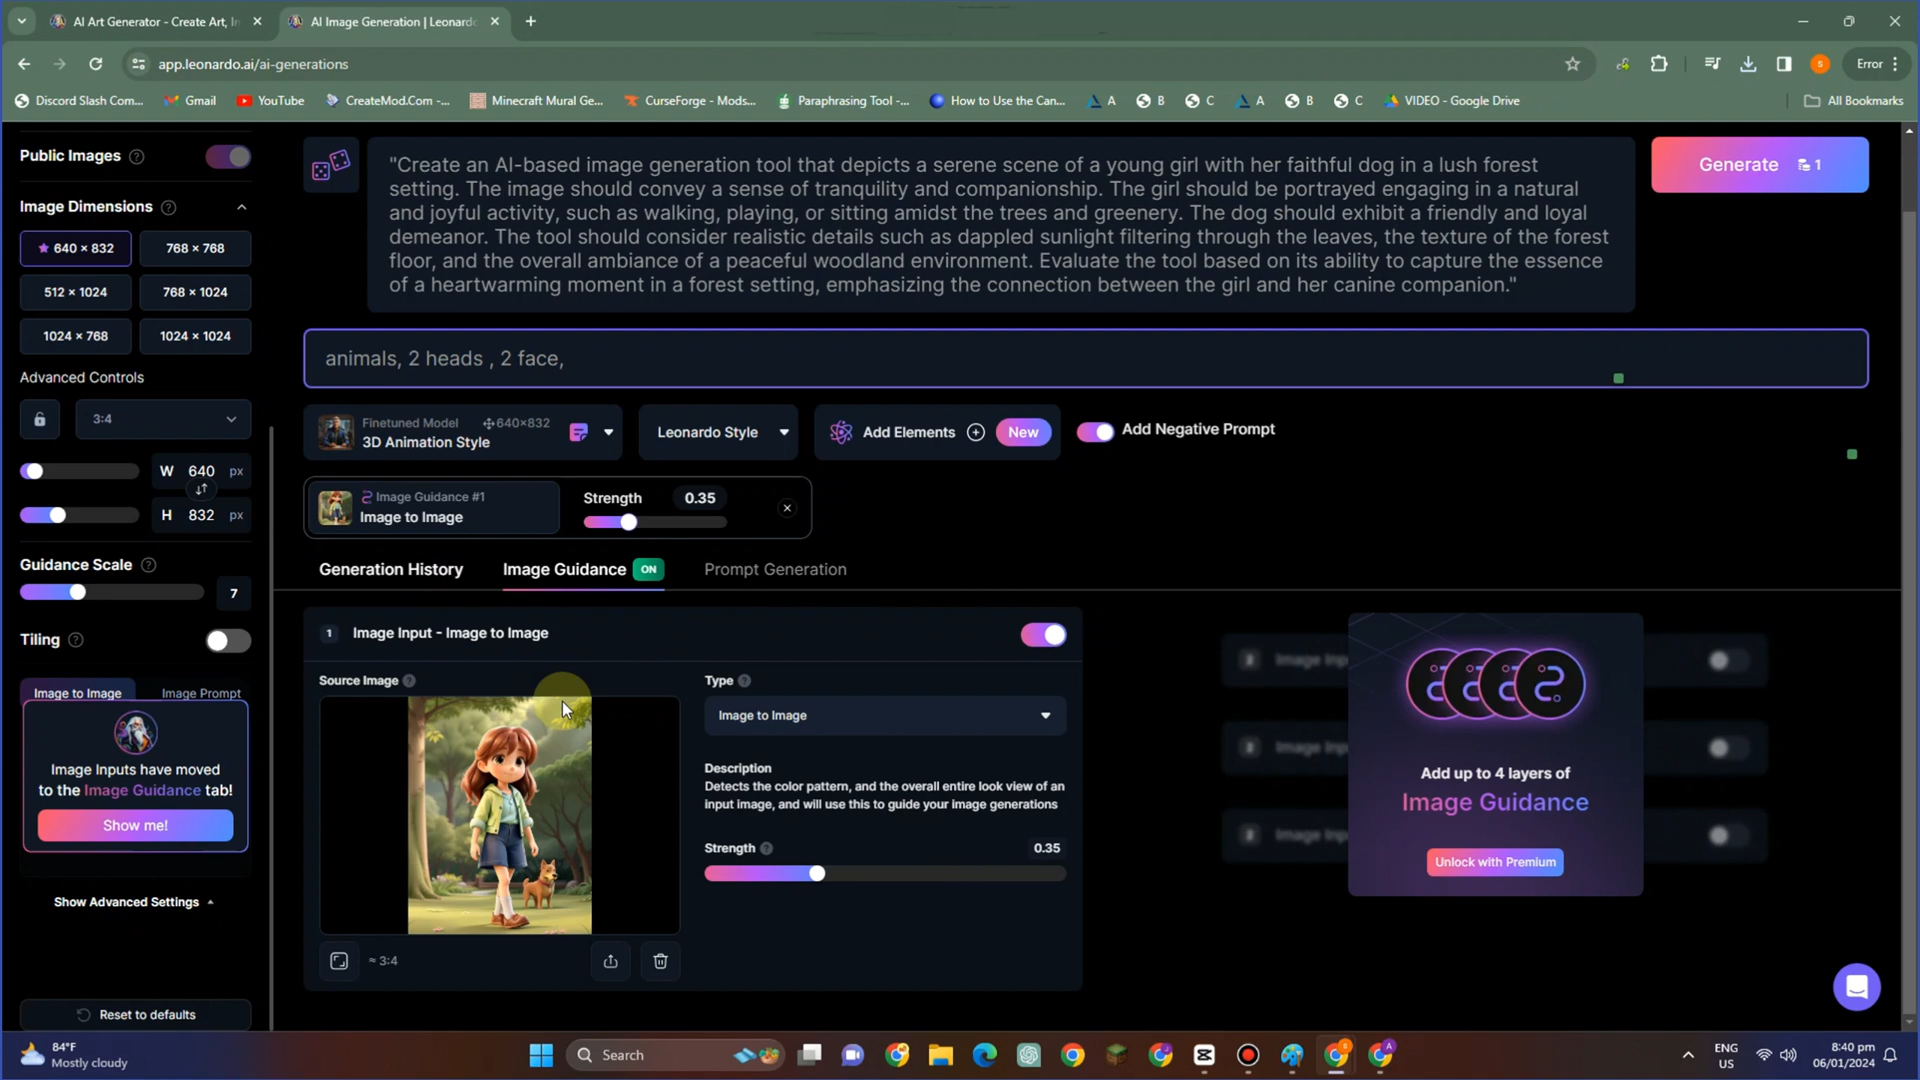 AI Art Generator - Create Art, In
AI Image Generation | Leonardo
app.leonardo.ai/ai-generations
Error
Discord Slash Com...
Gmail
YouTube
CreateMod.Com -...
Minecraft Mural Ge...
CurseForge - Mods...
Paraphrasing Tool -...
How to Use the Can...
A
B
C
A
B
C
VIDEO - Google Drive
All Bookmarks
Public Images
Image Dimensions
640 × 832
768 × 768
512 × 1024
768 × 1024
1024 × 768
1024 × 1024
Advanced Controls
3:4
W 640 px
H 832 px
Guidance Scale
7
Tiling
Image to Image
Image Prompt
Image Inputs have moved
to the Image Guidance tab!
Show me!
Show Advanced Settings
Reset to defaults
"Create an AI-based image generation tool that depicts a serene scene of a young girl with her faithful dog in a lush forest
setting. The image should convey a sense of tranquility and companionship. The girl should be portrayed engaging in a natural
and joyful activity, such as walking, playing, or sitting amidst the trees and greenery. The dog should exhibit a friendly and loyal
demeanor. The tool should consider realistic details such as dappled sunlight filtering through the leaves, the texture of the forest
floor, and the overall ambiance of a peaceful woodland environment. Evaluate the tool based on its ability to capture the essence
of a heartwarming moment in a forest setting, emphasizing the connection between the girl and her canine companion."
Generate 1
animals, 2 heads , 2 face,
Finetuned Model
640×832
3D Animation Style
Leonardo Style
Add Elements
New
Add Negative Prompt
Image Guidance #1
Image to Image
Strength
0.35
Generation History
Image Guidance
ON
Prompt Generation
1
Image Input - Image to Image
Source Image
Type
Image to Image
Description
Detects the color pattern, and the overall entire look view of an
input image, and will use this to guide your image generations
Strength
0.35
≈ 3:4
Image Inp
Image Inp
Image Inp
Add up to 4 layers of
Image Guidance
Unlock with Premium
84°F
Mostly cloudy
Search
ENG
US
8:40 pm
06/01/2024